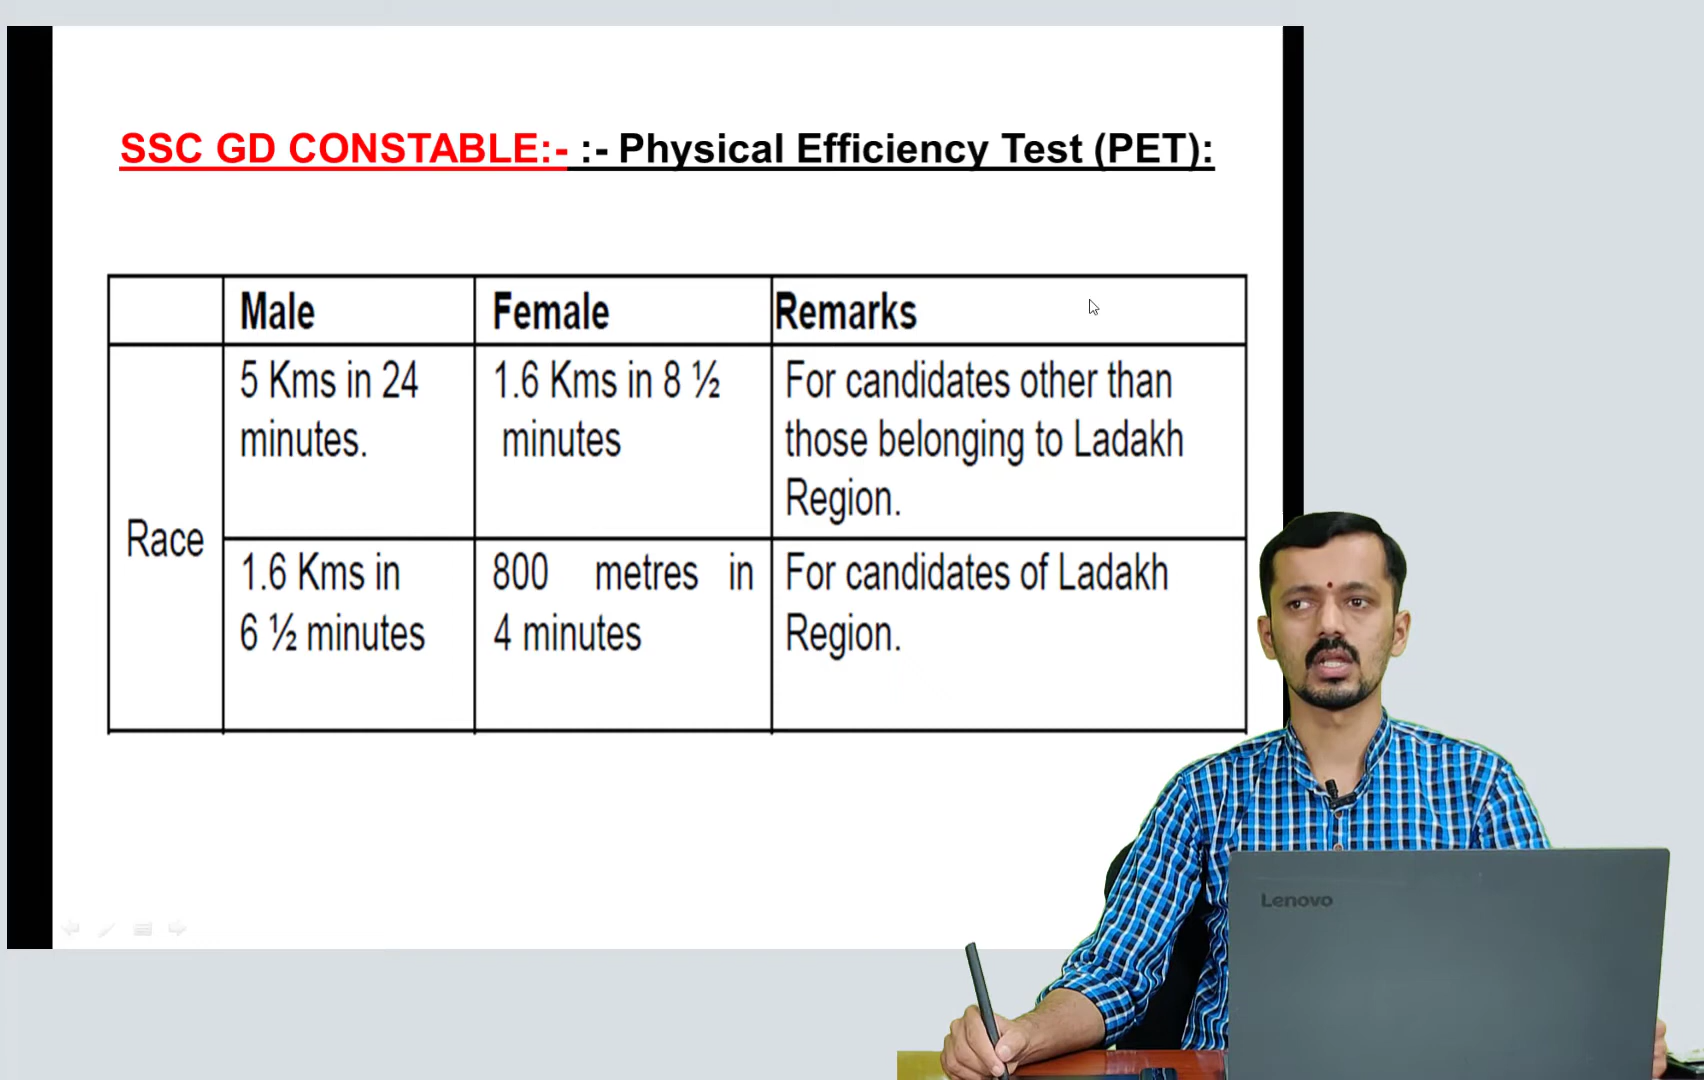 SSC GD CONSTABLE:- :- Physical Efficiency Test (PET):
Male
Female
Remarks
Race
5 Kms in 24
minutes.
1.6 Kms in 8 ½
minutes
For candidates other than
those belonging to Ladakh
Region.
1.6 Kms in
6 ½ minutes
800 metres in
4 minutes
For candidates of Ladakh
Region.
Lenovo